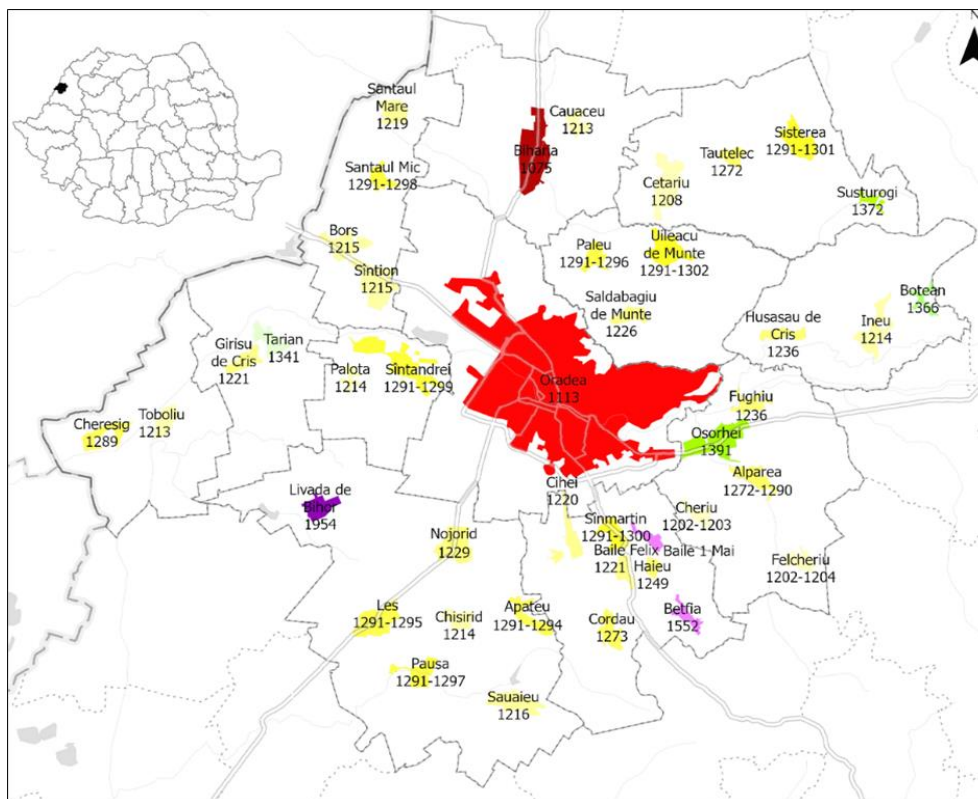 Santaul
Mare
1219
Cauaceu
1213
Biharia
1075
Sisterea
1291-1301
Tautelec
1272
Santaul Mic
1291-1298
Cetariu
1208
Susturogi
1372
Bors
1215
Paleu
1291-1296
Uileacu
de Munte
1291-1302
Sintion
1215
Saldabagiu
de Munte
1226
Botean
1366
Husasau de
Cris
1236
Ineu
1214
Tarian
1341
Girisu
de Cris
1221
Palota
1214
Sintandrei
1291-1299
Oradea
1113
Fughiu
1236
Cheresig
1289
Toboliu
1213
Osorhei
1391
Alparea
1272-1290
Cihei
1220
Livada de
Bihor
1954
Cheriu
1202-1203
Sinmartin
1291-1300
Nojorid
1229
Baile Felix
1221
Baile 1 Mai
Haieu
1249
Felcheriu
1202-1204
Les
1291-1295
Chisirid
1214
Apateu
1291-1294
Cordau
1273
Betfia
1552
Pausa
1291-1297
Sauaieu
1216